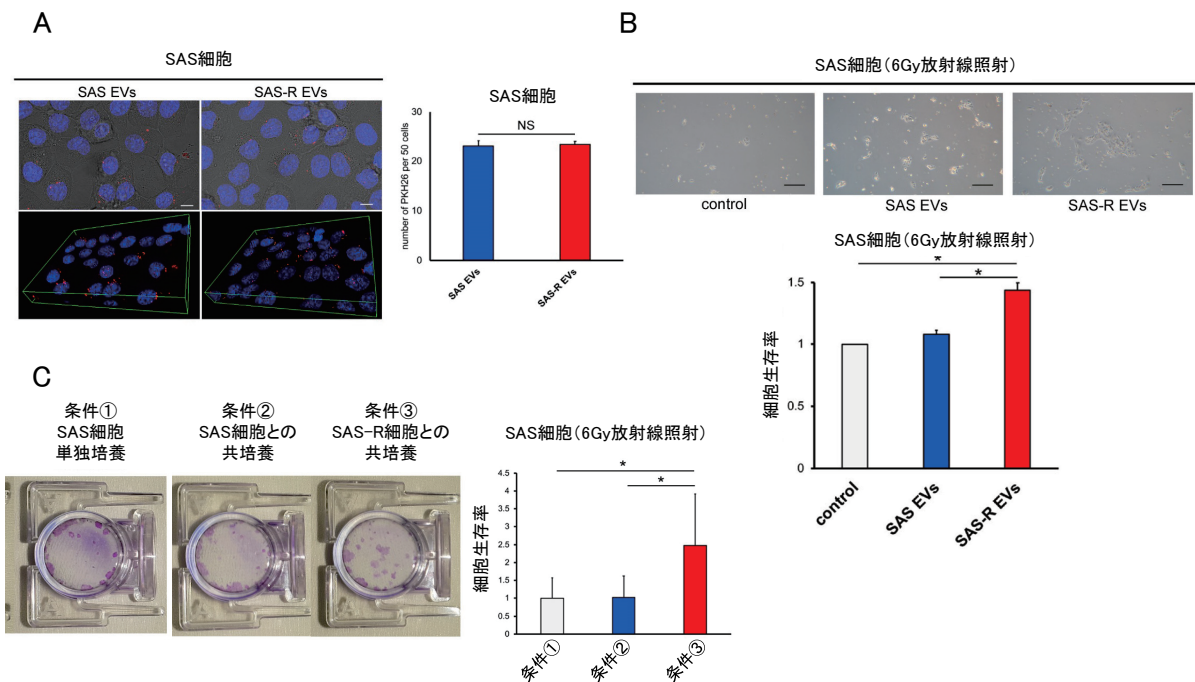 A
SAS細胞
SAS EVs
SAS-R EVs
SAS細胞
NS
number of PKH26 per 50 cells
30
20
10
0
SAS EVs
SAS-R EVs
B
SAS細胞(6Gy放射線照射)
control
SAS EVs
SAS-R EVs
SAS細胞(6Gy放射線照射)
*
*
細胞生存率
1.5
1
0.5
0
control
SAS EVs
SAS-R EVs
C
条件①
SAS細胞
単独培養
条件②
SAS細胞との
共培養
条件③
SAS-R細胞との
共培養
SAS細胞(6Gy放射線照射)
*
*
細胞生存率
4.5
4
3.5
3
2.5
2
1.5
1
0.5
0
条件①
条件②
条件③